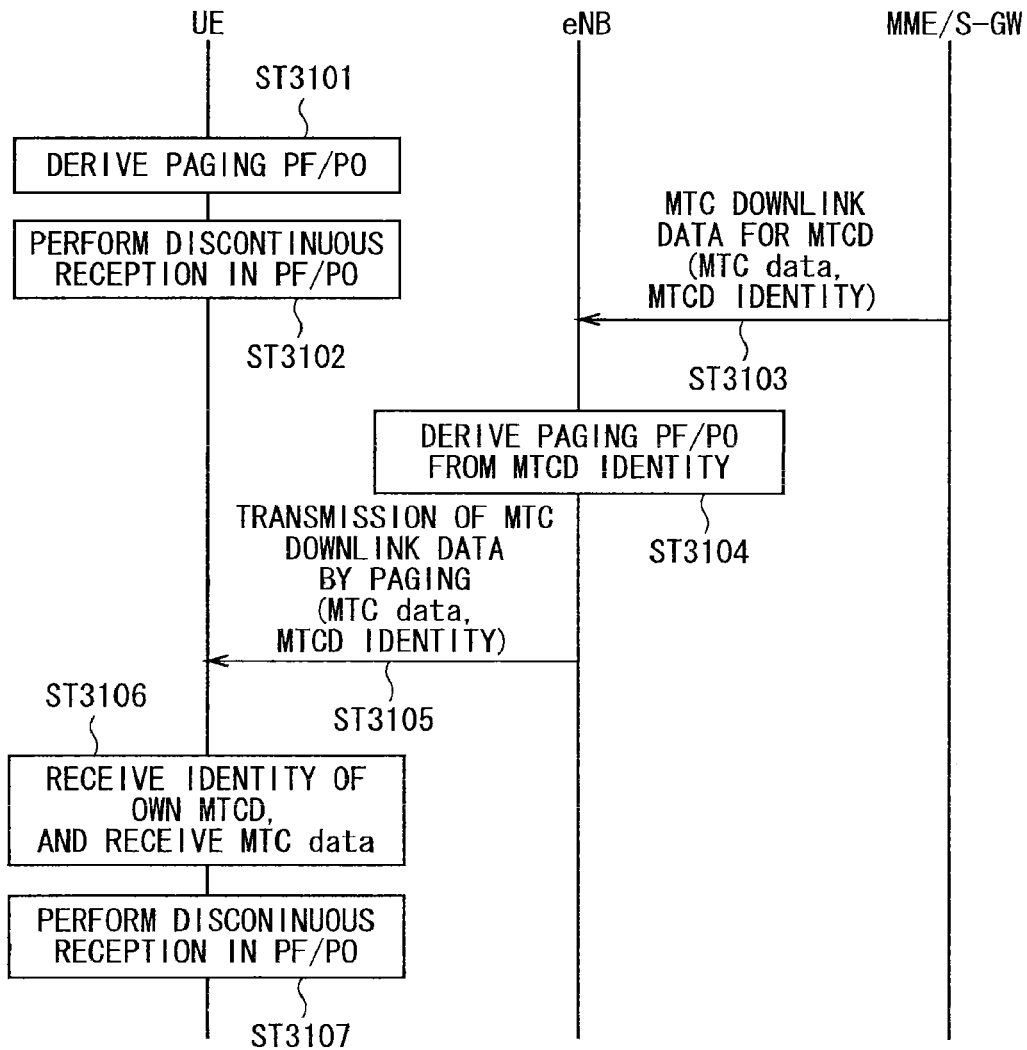 UE
eNB
MME/S-GW
ST3101
DERIVE PAGING PF/PO
PERFORM DISCONTINUOUS
RECEPTION IN PF/PO
ST3102
MTC DOWNLINK
DATA FOR MTCD
(MTC data,
MTCD IDENTITY)
ST3103
DERIVE PAGING PF/PO
FROM MTCD IDENTITY
ST3104
TRANSMISSION OF MTC
DOWNLINK DATA
BY PAGING
(MTC data,
MTCD IDENTITY)
ST3105
ST3106
RECEIVE IDENTITY OF
OWN MTCD,
AND RECEIVE MTC data
PERFORM DISCONINUOUS
RECEPTION IN PF/PO
ST3107